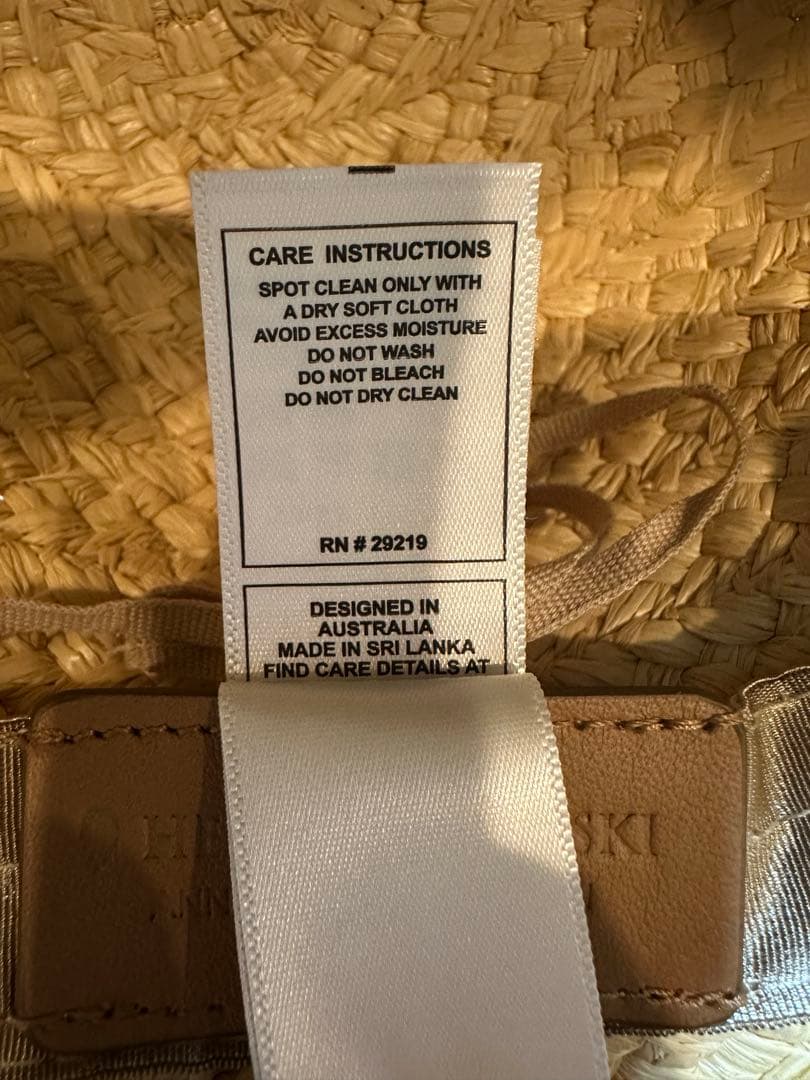 CARE INSTRUCTIONS
SPOT CLEAN ONLY WITH
A DRY SOFT CLOTH
AVOID EXCESS MOISTURE
DO NOT WASH
DO NOT BLEACH
DO NOT DRY CLEAN
RN # 29219
DESIGNED IN
AUSTRALIA
MADE IN SRI LANKA
FIND CARE DETAILS AT